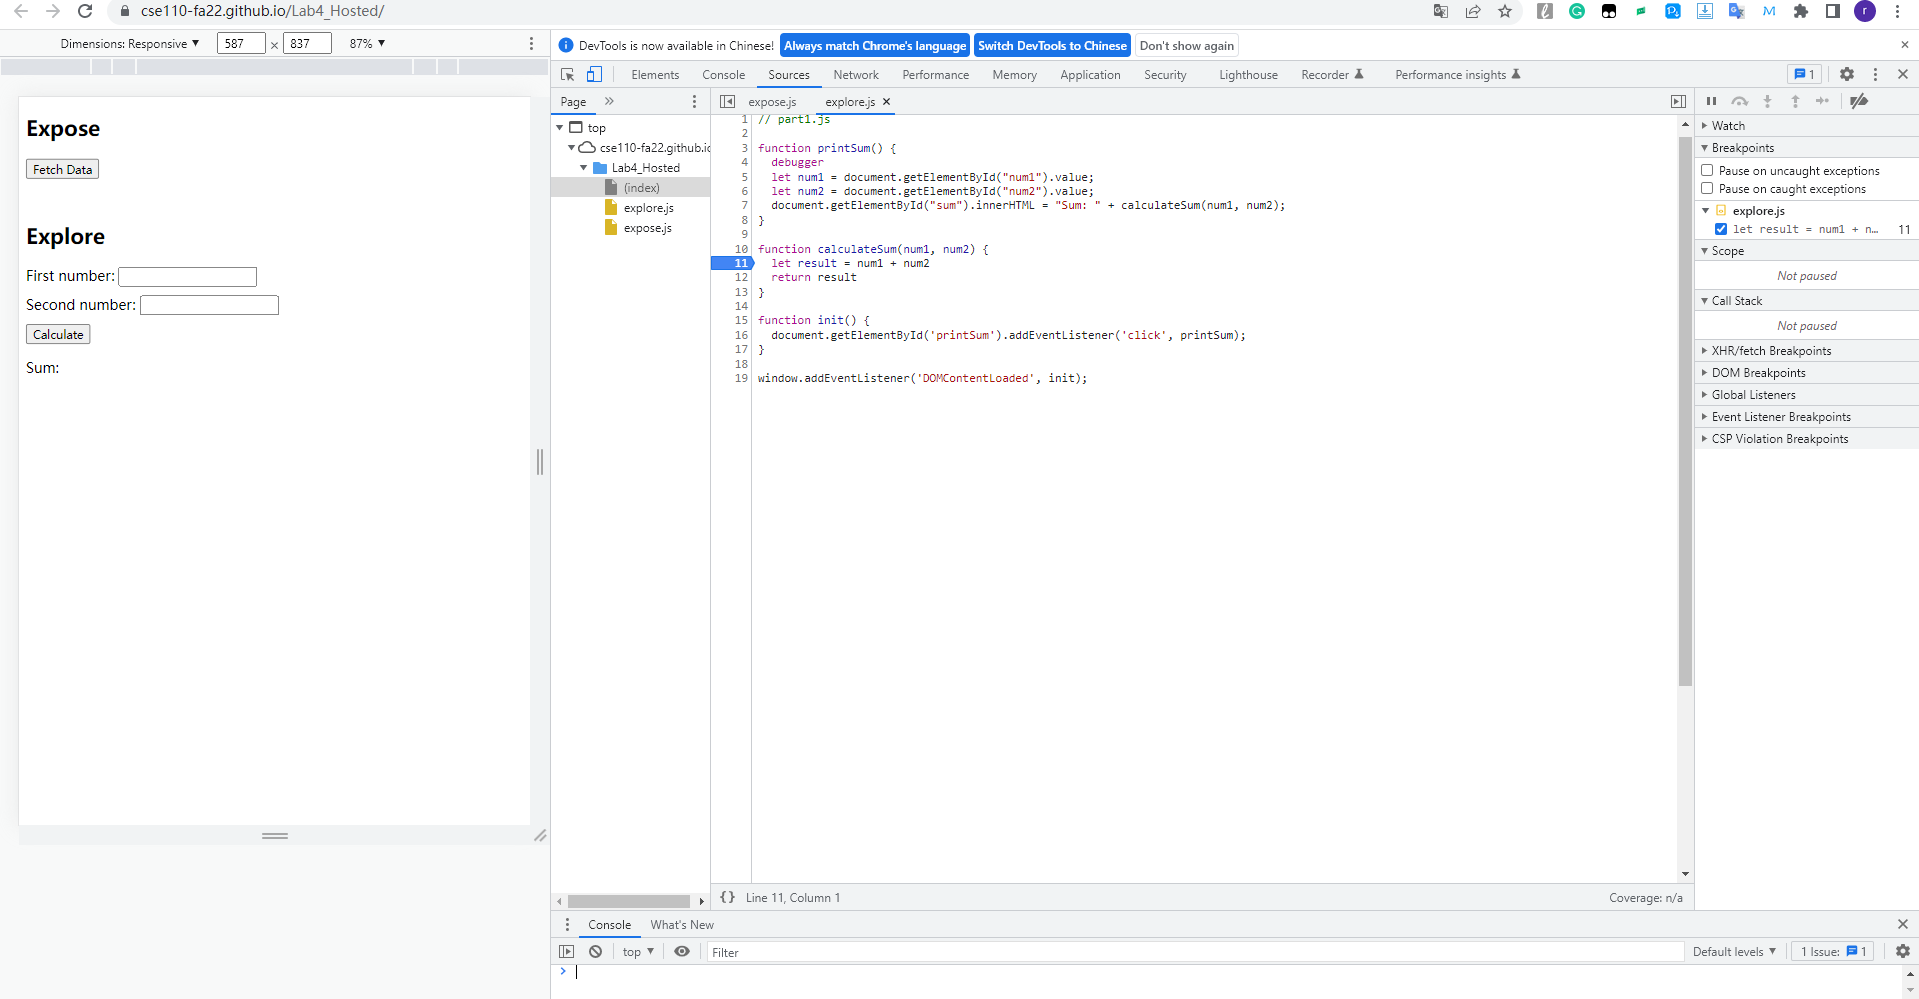 cse110-fa22.github.io/Lab4_Hosted/
Dimensions: Responsive ▼ 587 × 837 87% ▼
DevTools is now available in Chinese! Always match Chrome's language Switch DevTools to Chinese Don't show again
Elements Console Sources Network Performance Memory Application Security Lighthouse Recorder Performance insights 1
Page » expose.js explore.js ×
top
cse110-fa22.github.io
Lab4_Hosted
(index)
explore.js
expose.js
Expose
Fetch Data
Explore
First number:
Second number:
Calculate
Sum:
1 // part1.js
2
3 function printSum() {
4 debugger
5 let num1 = document.getElementById("num1").value;
6 let num2 = document.getElementById("num2").value;
7 document.getElementById("sum").innerHTML = "Sum: " + calculateSum(num1, num2);
8 }
9
10 function calculateSum(num1, num2) {
11 let result = num1 + num2
12 return result
13 }
14
15 function init() {
16 document.getElementById('printSum').addEventListener('click', printSum);
17 }
18
19 window.addEventListener('DOMContentLoaded', init);
Watch
Breakpoints
Pause on uncaught exceptions
Pause on caught exceptions
explore.js
let result = num1 + n… 11
Scope
Not paused
Call Stack
Not paused
XHR/fetch Breakpoints
DOM Breakpoints
Global Listeners
Event Listener Breakpoints
CSP Violation Breakpoints
{} Line 11, Column 1 Coverage: n/a
Console What's New
top ▼ Filter Default levels ▼ 1 Issue: 1
>